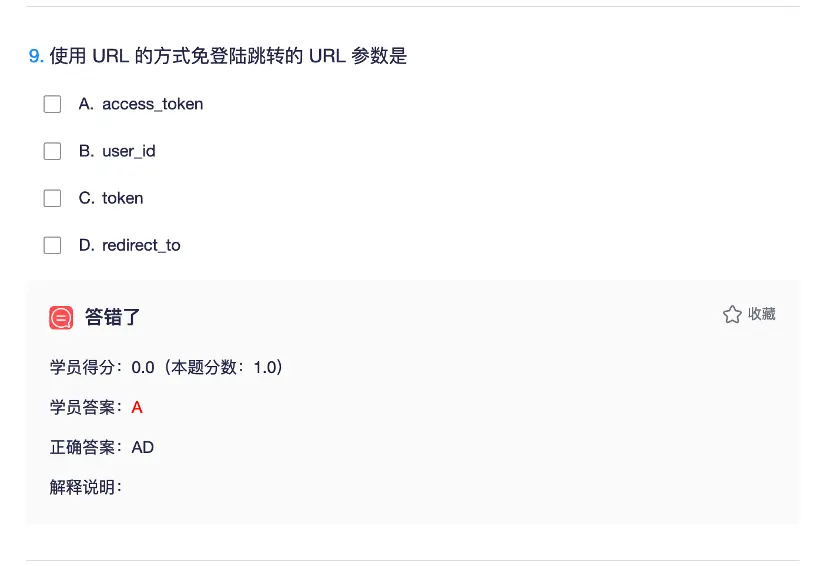 9. 使用 URL 的方式免登陆跳转的 URL 参数是
A. access_token
B. user_id
C. token
D. redirect_to
答错了
收藏
学员得分：0.0（本题分数：1.0）
学员答案：A
正确答案：AD
解释说明：